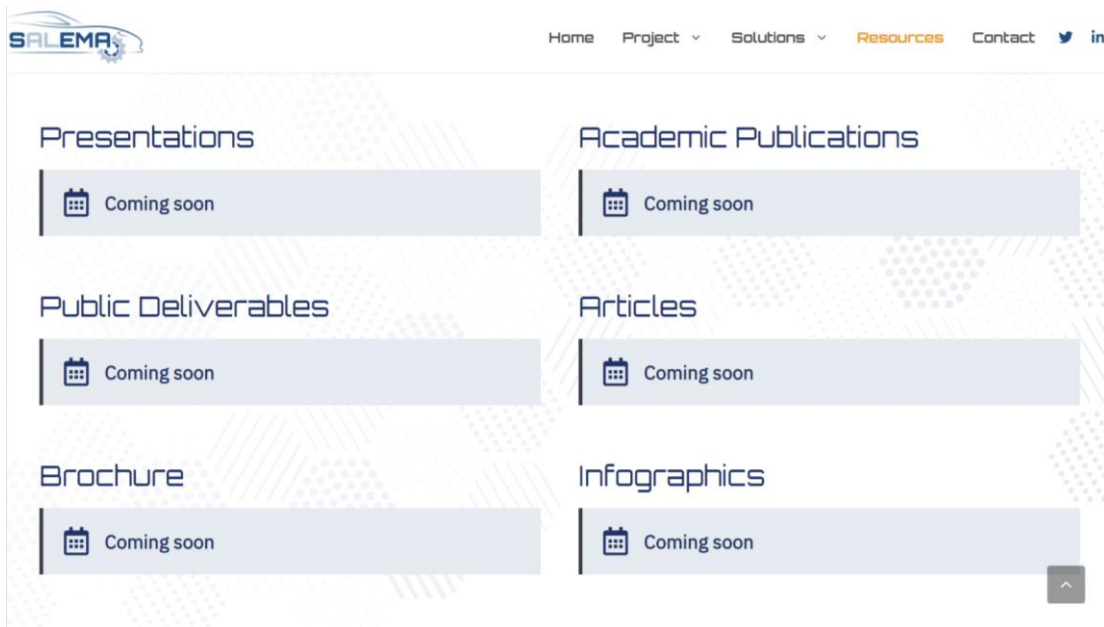 SALEMA
Home Project Solutions Resources Contact in
Presentations
Academic Publications
Coming soon
Coming soon
Public Deliverables
Articles
Coming soon
Coming soon
Brochure
Infographics
Coming soon
Coming soon